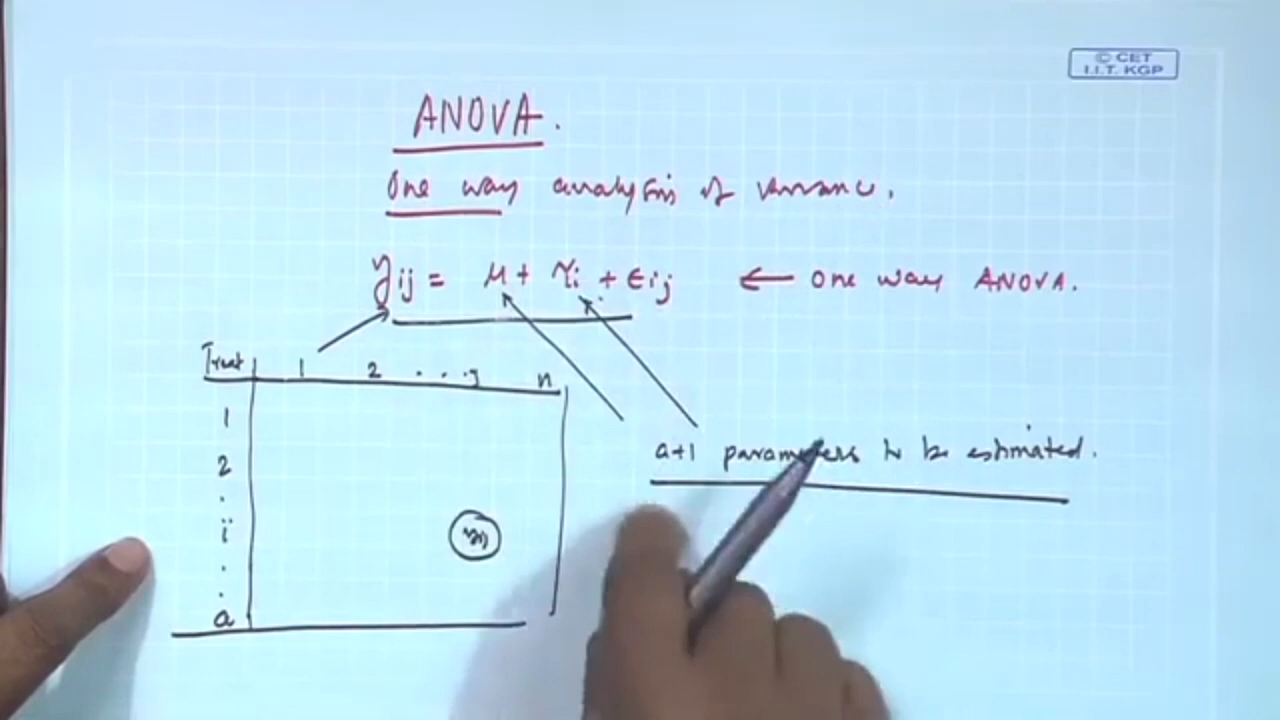 © CET
I.I.T. KGP
ANOVA.
One way analysis of variance.
yij = μ + τi + εij ← one way ANOVA.
Treat 1 2 . . . j n
1
2
.
i
yij
.
.
a
a+1 parameters to be estimated.